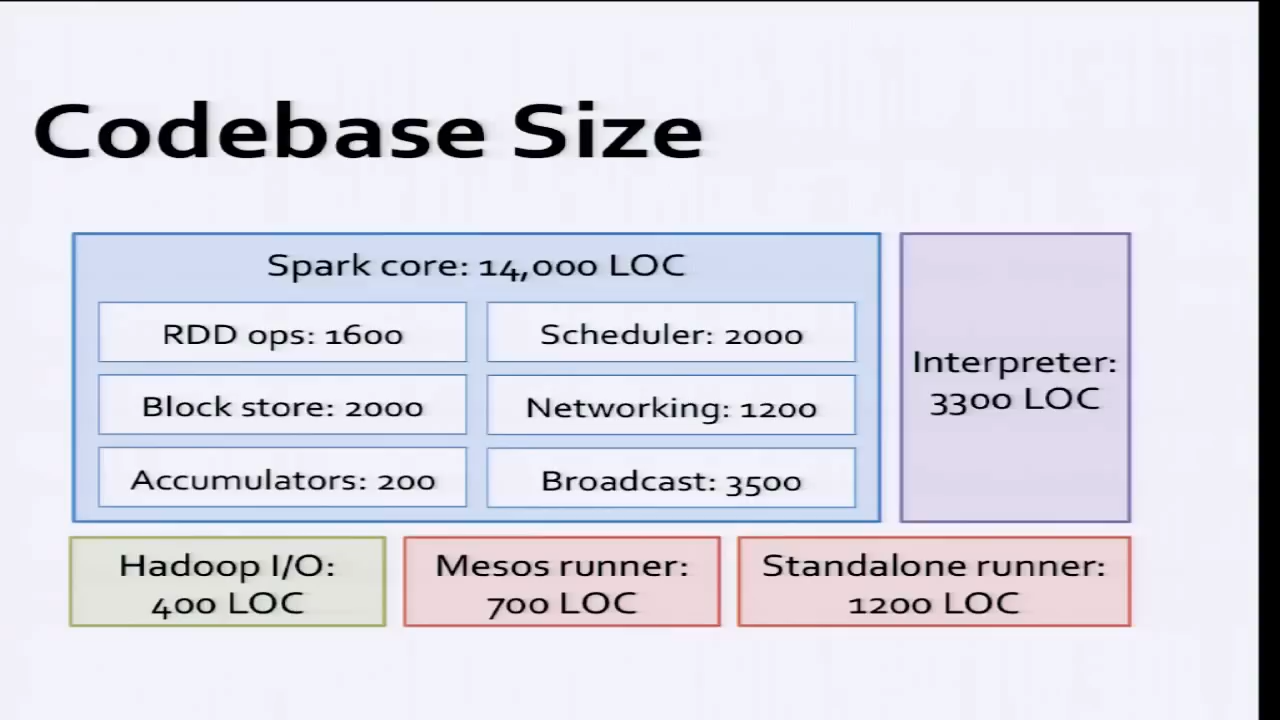 Codebase Size
Spark core: 14,000 LOC
RDD ops: 1600
Scheduler: 2000
Block store: 2000
Networking: 1200
Accumulators: 200
Broadcast: 3500
Interpreter:
3300 LOC
Hadoop I/O:
400 LOC
Mesos runner:
700 LOC
Standalone runner:
1200 LOC